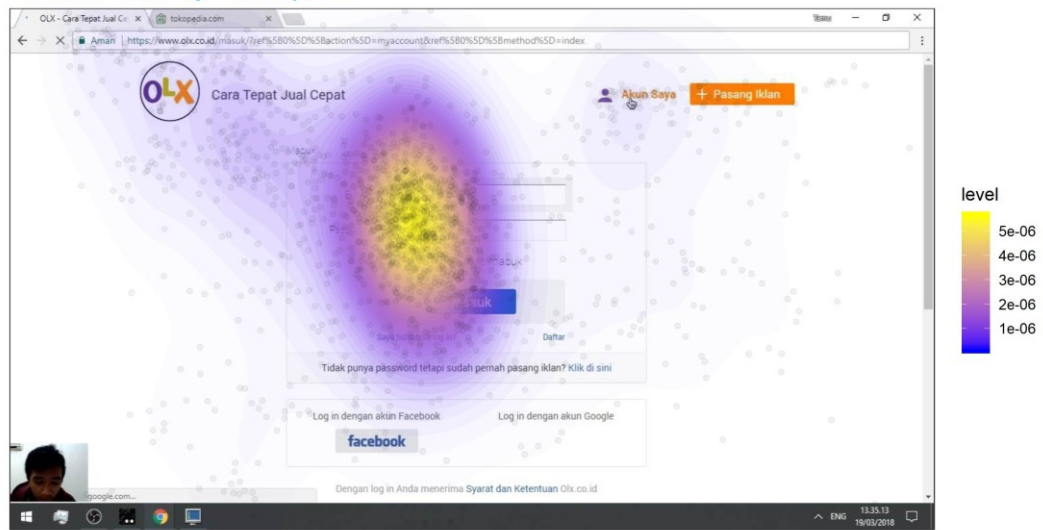 OLX - Cara Tepat Jual Ce
tokopedia.com
Aman
https://www.olx.co.id/masuk/?ref%5B0%5D%5Baction%5D=myaccount&ref%5B0%5D%5Bmethod%5D=index
OLX
Cara Tepat Jual Cepat
Akun Saya
+ Pasang Iklan
level
5e-06
4e-06
3e-06
2e-06
1e-06
Daftar
Tidak punya password tetapi sudah pernah pasang iklan? Klik di sini
Log in dengan akun Facebook
Log in dengan akun Google
facebook
Dengan log in Anda menerima Syarat dan Ketentuan Olx.co.id
google.com...
ENG
13.35.13
19/03/2018